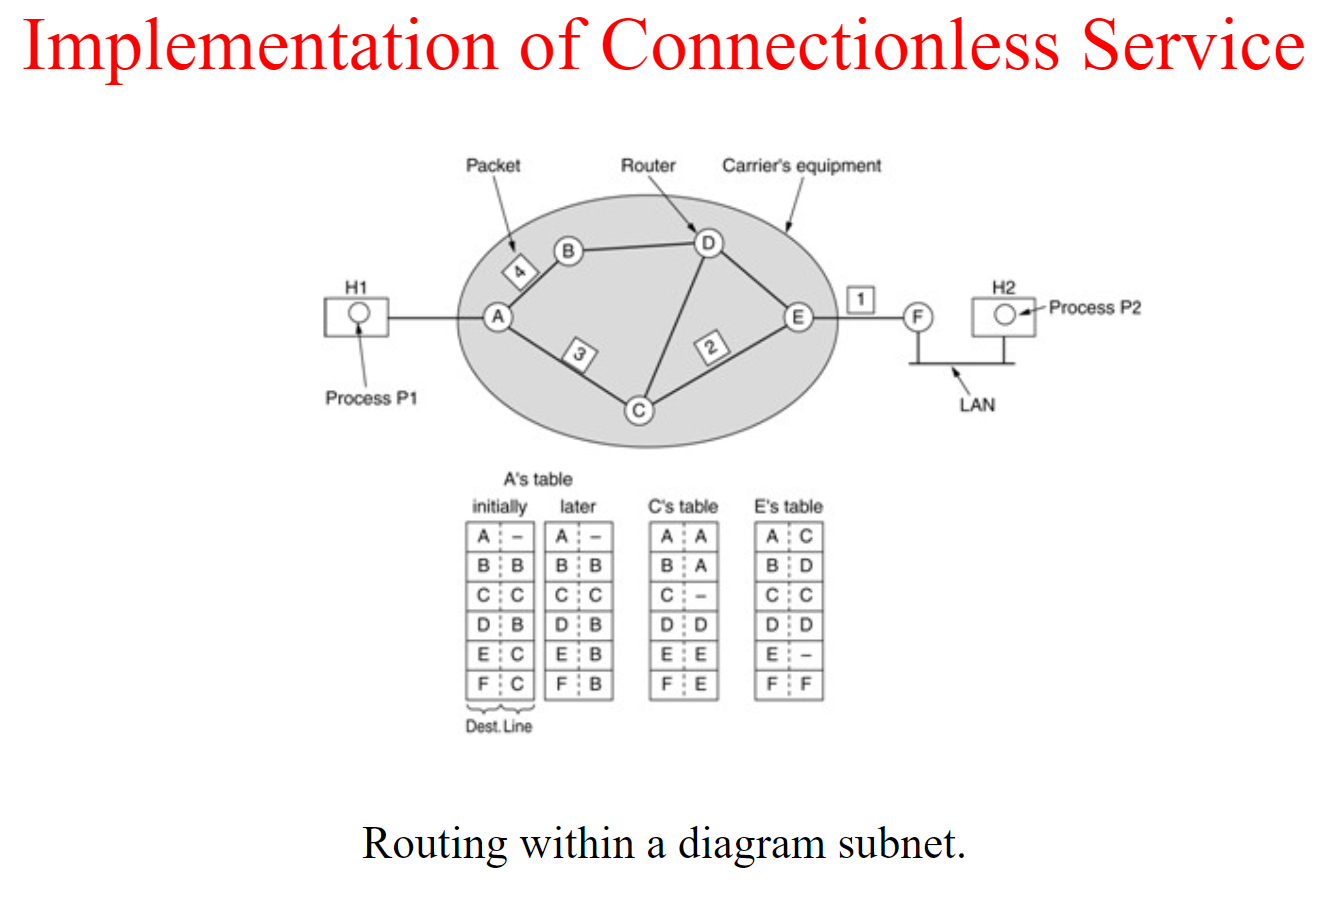 Implementation of Connectionless Service
Packet Router Carrier's equipment
B D
4
H1 1 H2
Process P2
A E F
3 2
Process P1 C LAN
A's table
initially later C's table E's table
A – A – A A A C
B B B B B A B D
C C C C C – C C
D B D B D D D D
E C E B E E E –
F C F B F E F F
Dest. Line
Routing within a diagram subnet.